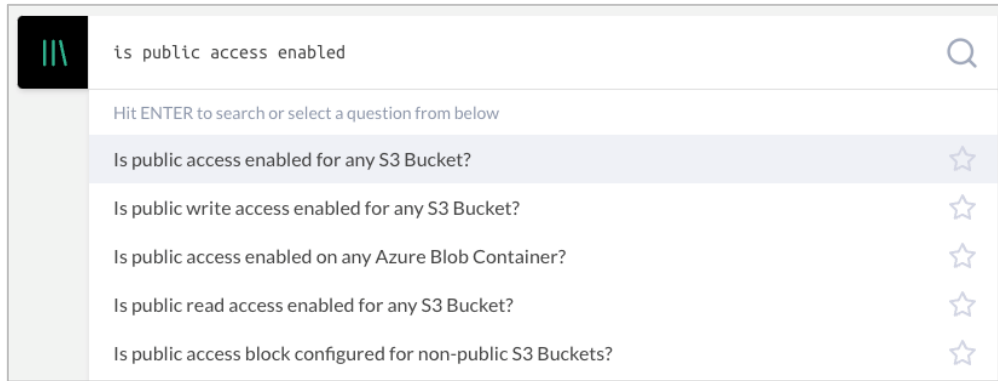 is public access enabled
Hit ENTER to search or select a question from below
Is public access enabled for any S3 Bucket?
Is public write access enabled for any S3 Bucket?
Is public access enabled on any Azure Blob Container?
Is public read access enabled for any S3 Bucket?
Is public access block configured for non-public S3 Buckets?